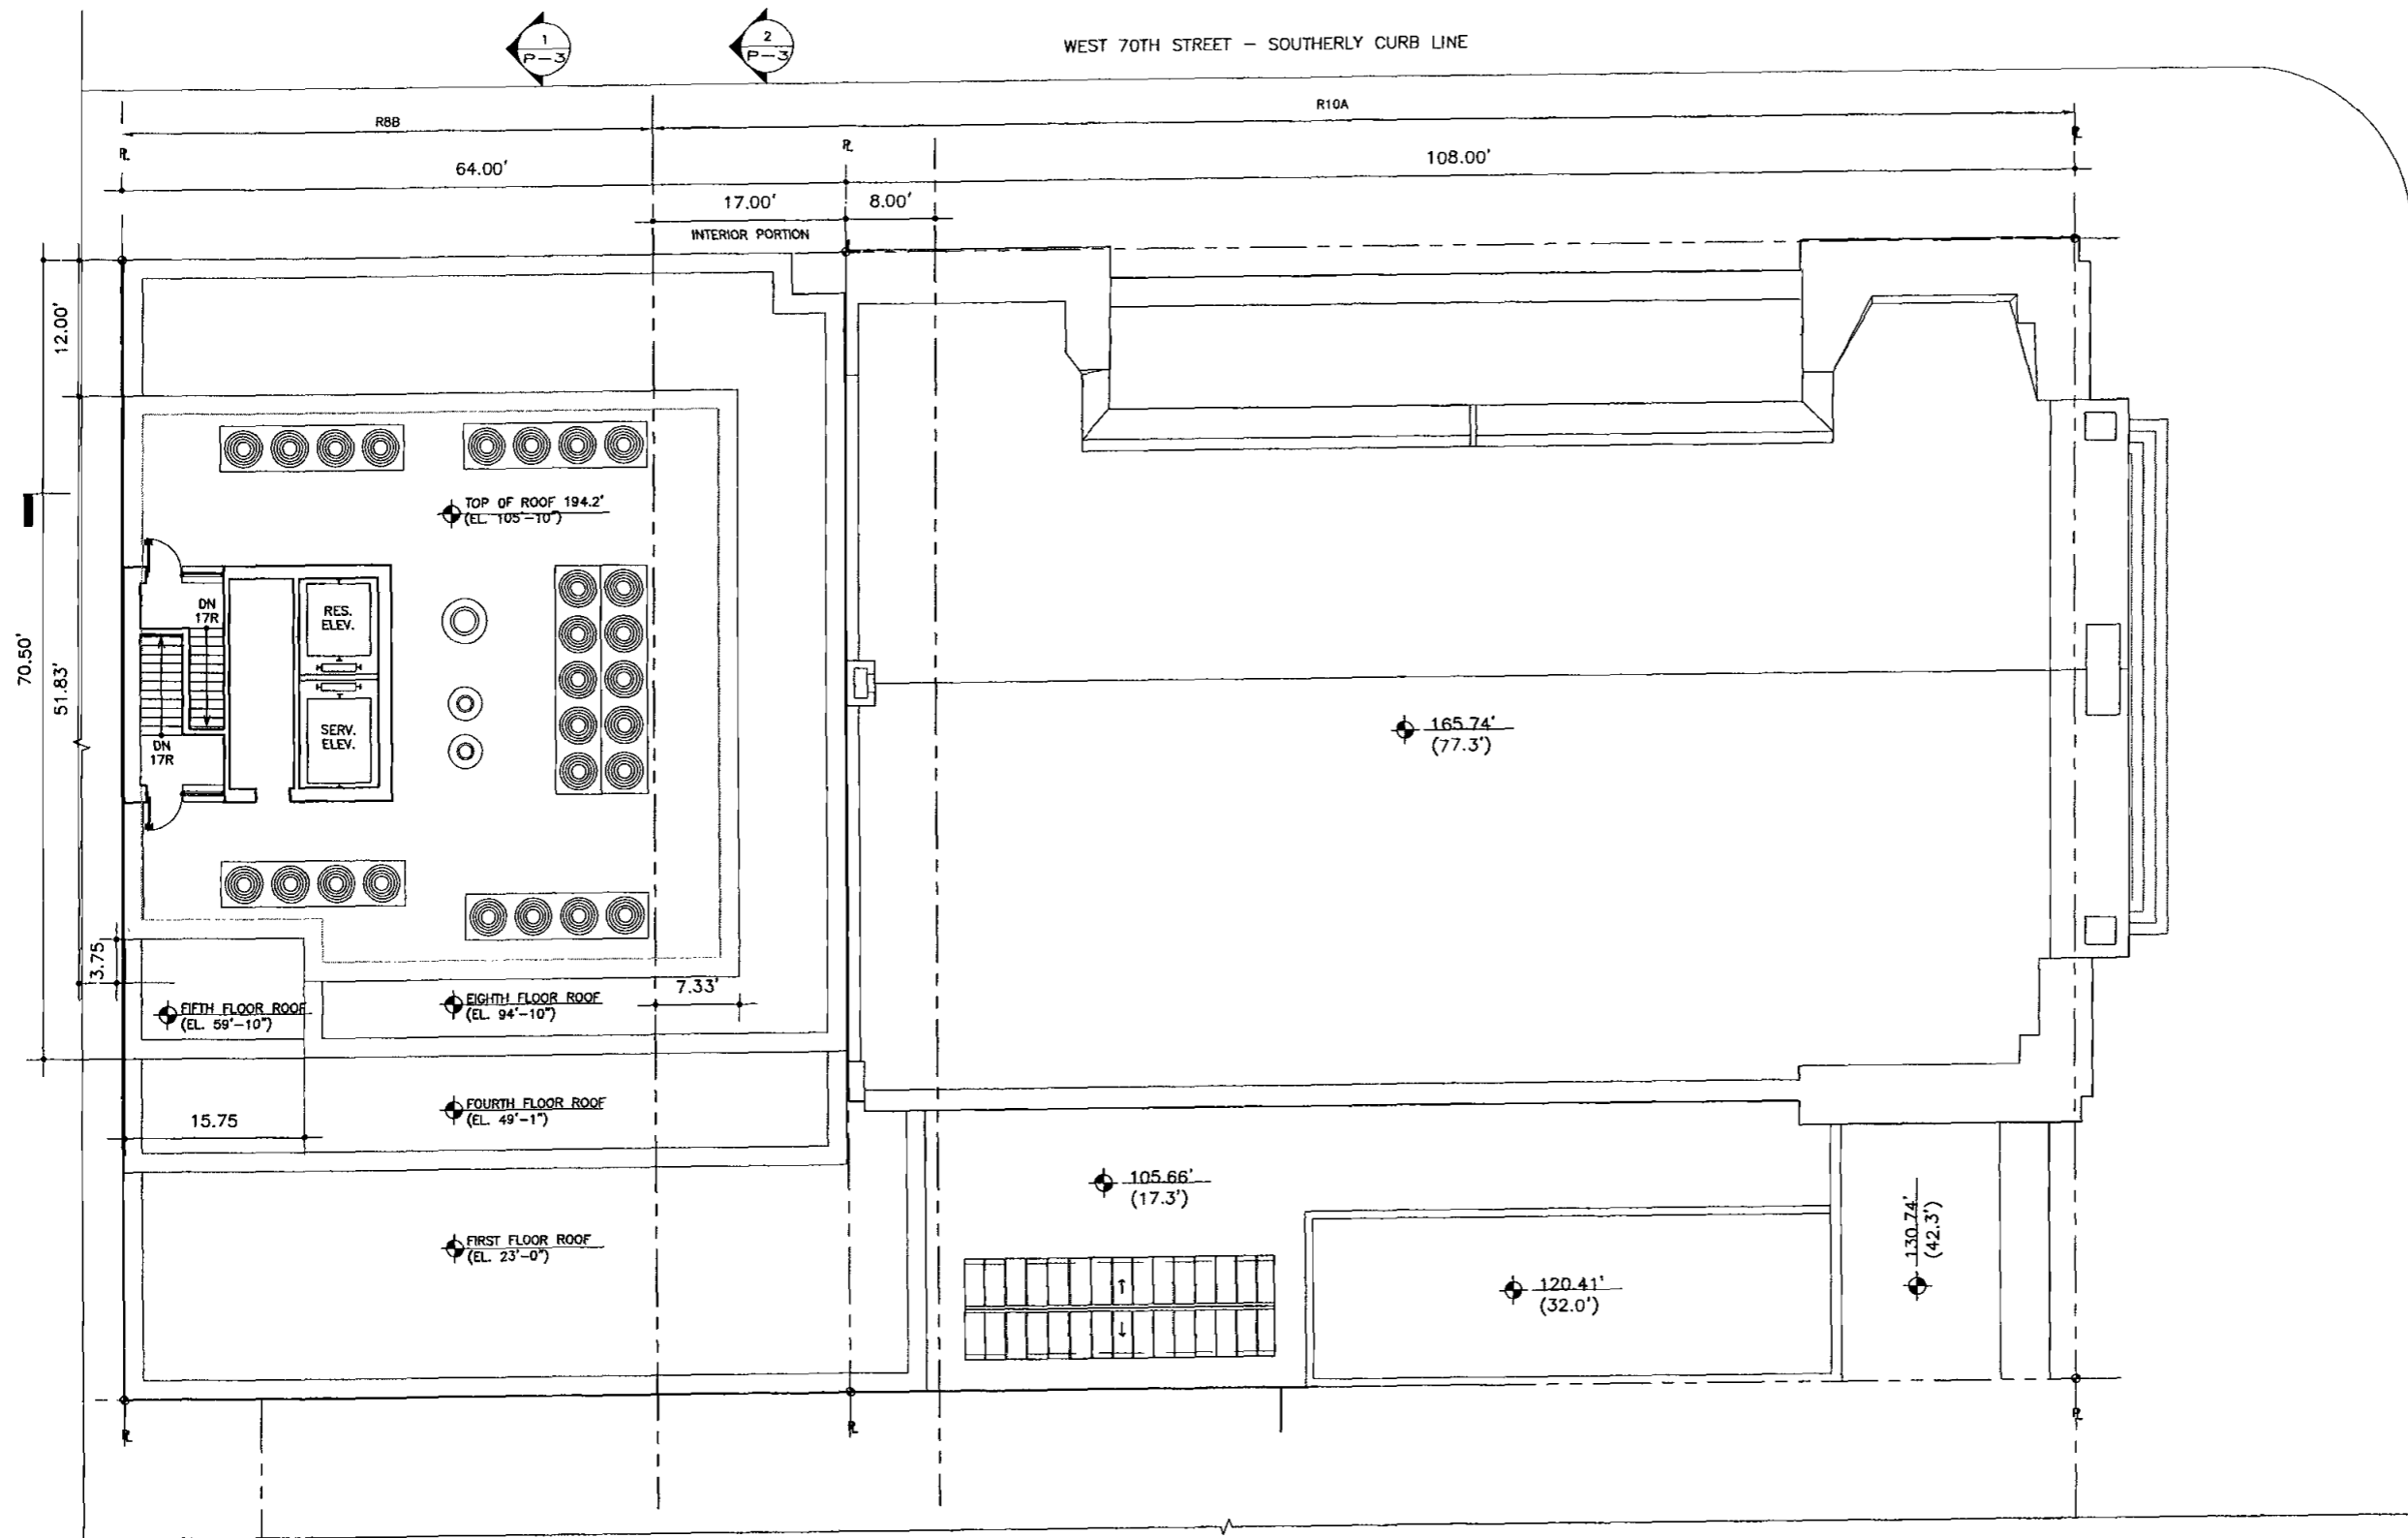 1
P-3
2
P-3
WEST 70TH STREET - SOUTHERLY CURB LINE
R8B
R10A
64.00'
108.00'
17.00'
8.00'
INTERIOR PORTION
12.00'
TOP OF ROOF 194.2'
(EL. 105'-10")
RES.
ELEV.
DN
17R
SERV.
ELEV.
DN
17R
70.50'
51.83'
165.74'
(77.3')
3.75
7.33'
FIFTH FLOOR ROOF
(EL. 59'-10")
EIGHTH FLOOR ROOF
(EL. 94'-10")
15.75
FOURTH FLOOR ROOF
(EL. 49'-1")
105.66'
(17.3')
FIRST FLOOR ROOF
(EL. 23'-0")
120.41'
(32.0')
130.74'
(42.3')